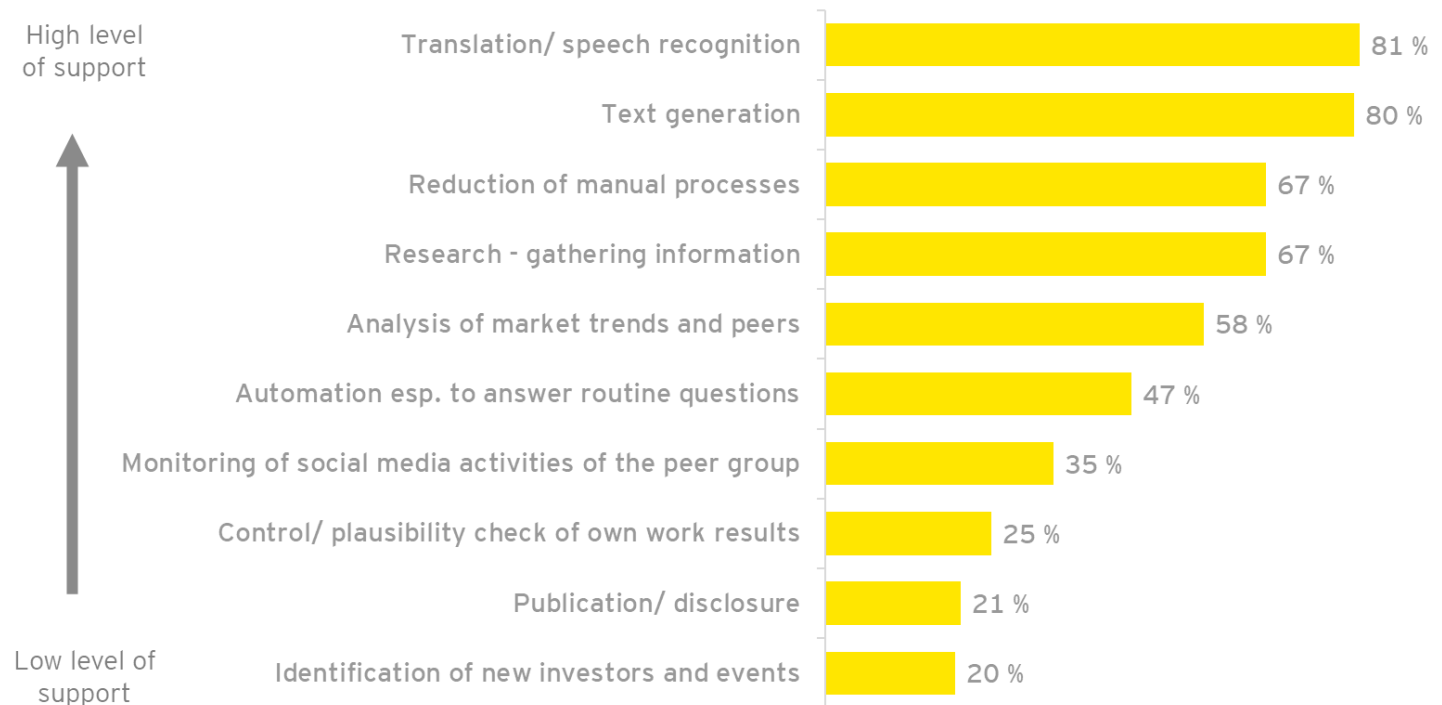 High level
of support
Translation/ speech recognition 81 %
Text generation 80 %
Reduction of manual processes 67 %
Research - gathering information 67 %
Analysis of market trends and peers 58 %
Automation esp. to answer routine questions 47 %
Monitoring of social media activities of the peer group 35 %
Control/ plausibility check of own work results 25 %
Publication/ disclosure 21 %
Identification of new investors and events 20 %
Low level of
support